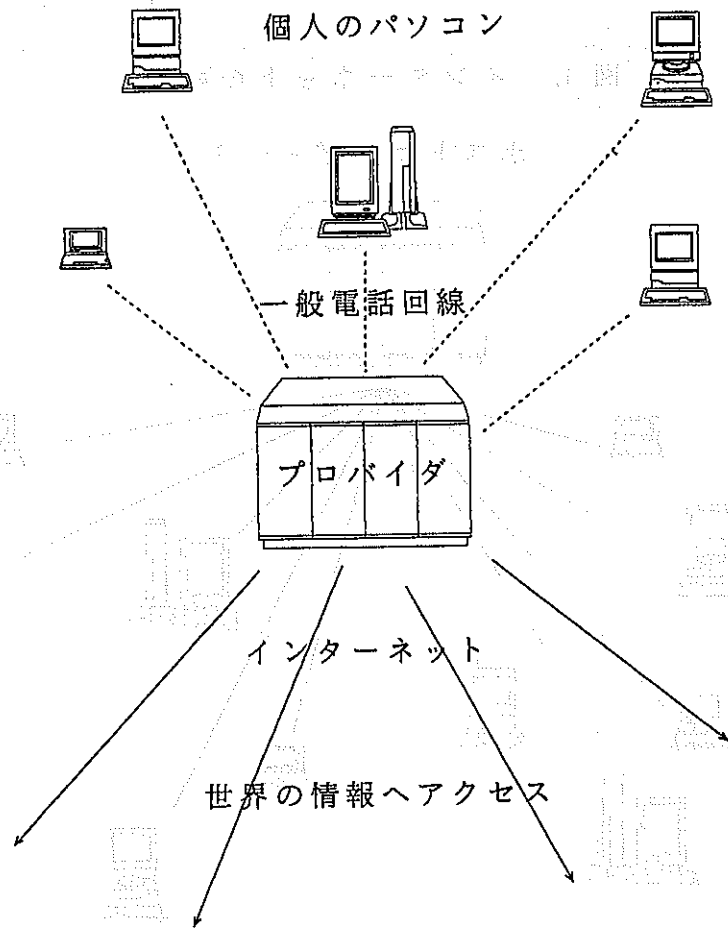 個人のパソコン
一般電話回線
プロバイダ
インターネット
世界の情報へアクセス